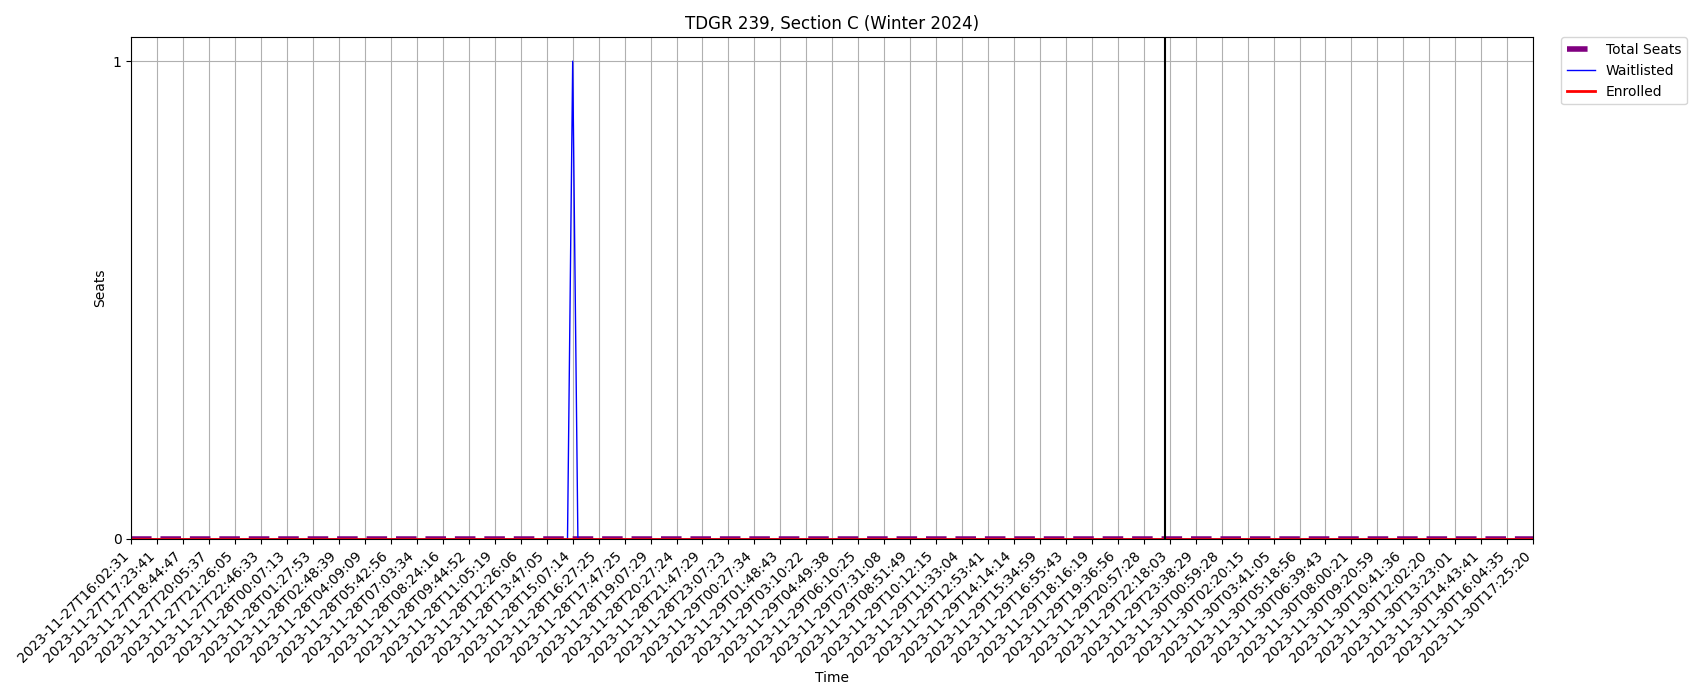 TDGR 239, Section C (Winter 2024)
Total Seats
Waitlisted
Enrolled
1
Seats
0
2023-11-27T16:02:31
2023-11-27T17:23:41
2023-11-27T18:44:47
2023-11-27T20:05:37
2023-11-27T21:26:05
2023-11-27T22:46:33
2023-11-28T00:07:13
2023-11-28T01:27:53
2023-11-28T02:48:39
2023-11-28T04:09:09
2023-11-28T05:42:56
2023-11-28T07:03:34
2023-11-28T08:24:16
2023-11-28T09:44:52
2023-11-28T11:05:19
2023-11-28T12:26:06
2023-11-28T13:47:05
2023-11-28T15:07:14
2023-11-28T16:27:25
2023-11-28T17:47:25
2023-11-28T19:07:29
2023-11-28T20:27:24
2023-11-28T21:47:29
2023-11-28T23:07:23
2023-11-29T00:27:34
2023-11-29T01:48:43
2023-11-29T03:10:22
2023-11-29T04:49:38
2023-11-29T06:10:25
2023-11-29T07:31:08
2023-11-29T08:51:49
2023-11-29T10:12:15
2023-11-29T11:33:04
2023-11-29T12:53:41
2023-11-29T14:14:14
2023-11-29T15:34:59
2023-11-29T16:55:43
2023-11-29T18:16:19
2023-11-29T19:36:56
2023-11-29T20:57:28
2023-11-29T22:18:03
2023-11-29T23:38:29
2023-11-30T00:59:28
2023-11-30T02:20:15
2023-11-30T03:41:05
2023-11-30T05:18:56
2023-11-30T06:39:43
2023-11-30T08:00:21
2023-11-30T09:20:59
2023-11-30T10:41:36
2023-11-30T12:02:20
2023-11-30T13:23:01
2023-11-30T14:43:41
2023-11-30T16:04:35
2023-11-30T17:25:20
Time